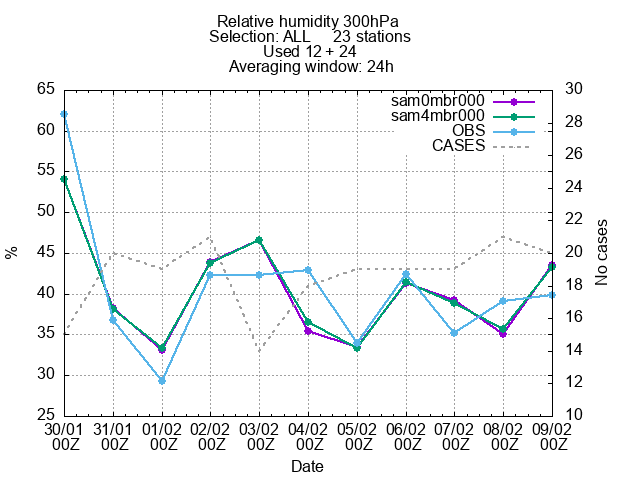 Relative humidity 300hPa
Selection: ALL 23 stations
Used 12 + 24
Averaging window: 24h
sam0mbr000
sam4mbr000
OBS
CASES
%
65
60
55
50
45
40
35
30
25
No cases
30
28
26
24
22
20
18
16
14
12
10
30/01 31/01 01/02 02/02 03/02 04/02 05/02 06/02 07/02 08/02 09/02
00Z 00Z 00Z 00Z 00Z 00Z 00Z 00Z 00Z 00Z 00Z
Date